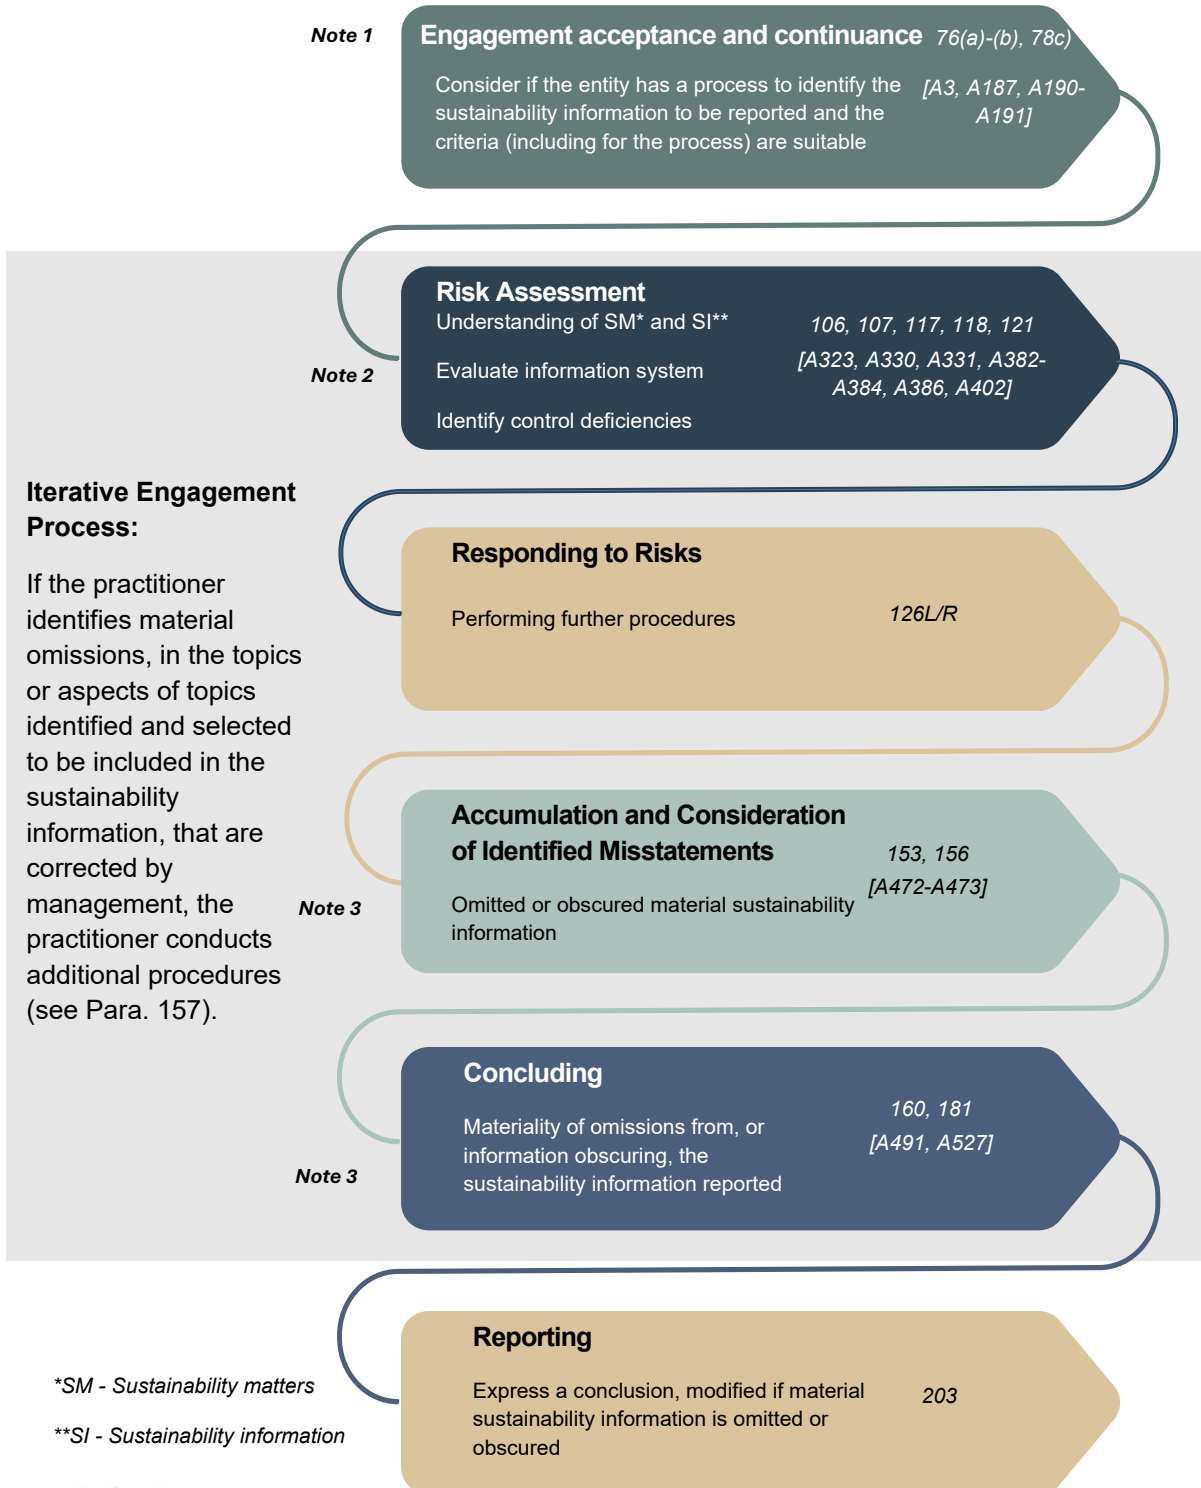 Note 1
Engagement acceptance and continuance 76(a)-(b), 78c)
Consider if the entity has a process to identify the
sustainability information to be reported and the
criteria (including for the process) are suitable
[A3, A187, A190-
A191]
Risk Assessment
Understanding of SM* and SI**
106, 107, 117, 118, 121
Note 2
Evaluate information system
[A323, A330, A331, A382-
A384, A386, A402]
Identify control deficiencies
Iterative Engagement
Process:
If the practitioner
identifies material
omissions, in the topics
or aspects of topics
identified and selected
to be included in the
sustainability
information, that are
corrected by
management, the
practitioner conducts
additional procedures
(see Para. 157).
Responding to Risks
Performing further procedures
126L/R
Accumulation and Consideration
of Identified Misstatements
153, 156
[A472-A473]
Note 3
Omitted or obscured material sustainability
information
Concluding
Materiality of omissions from, or
information obscuring, the
sustainability information reported
160, 181
[A491, A527]
Note 3
Reporting
Express a conclusion, modified if material
sustainability information is omitted or
obscured
203
*SM - Sustainability matters
**SI - Sustainability information